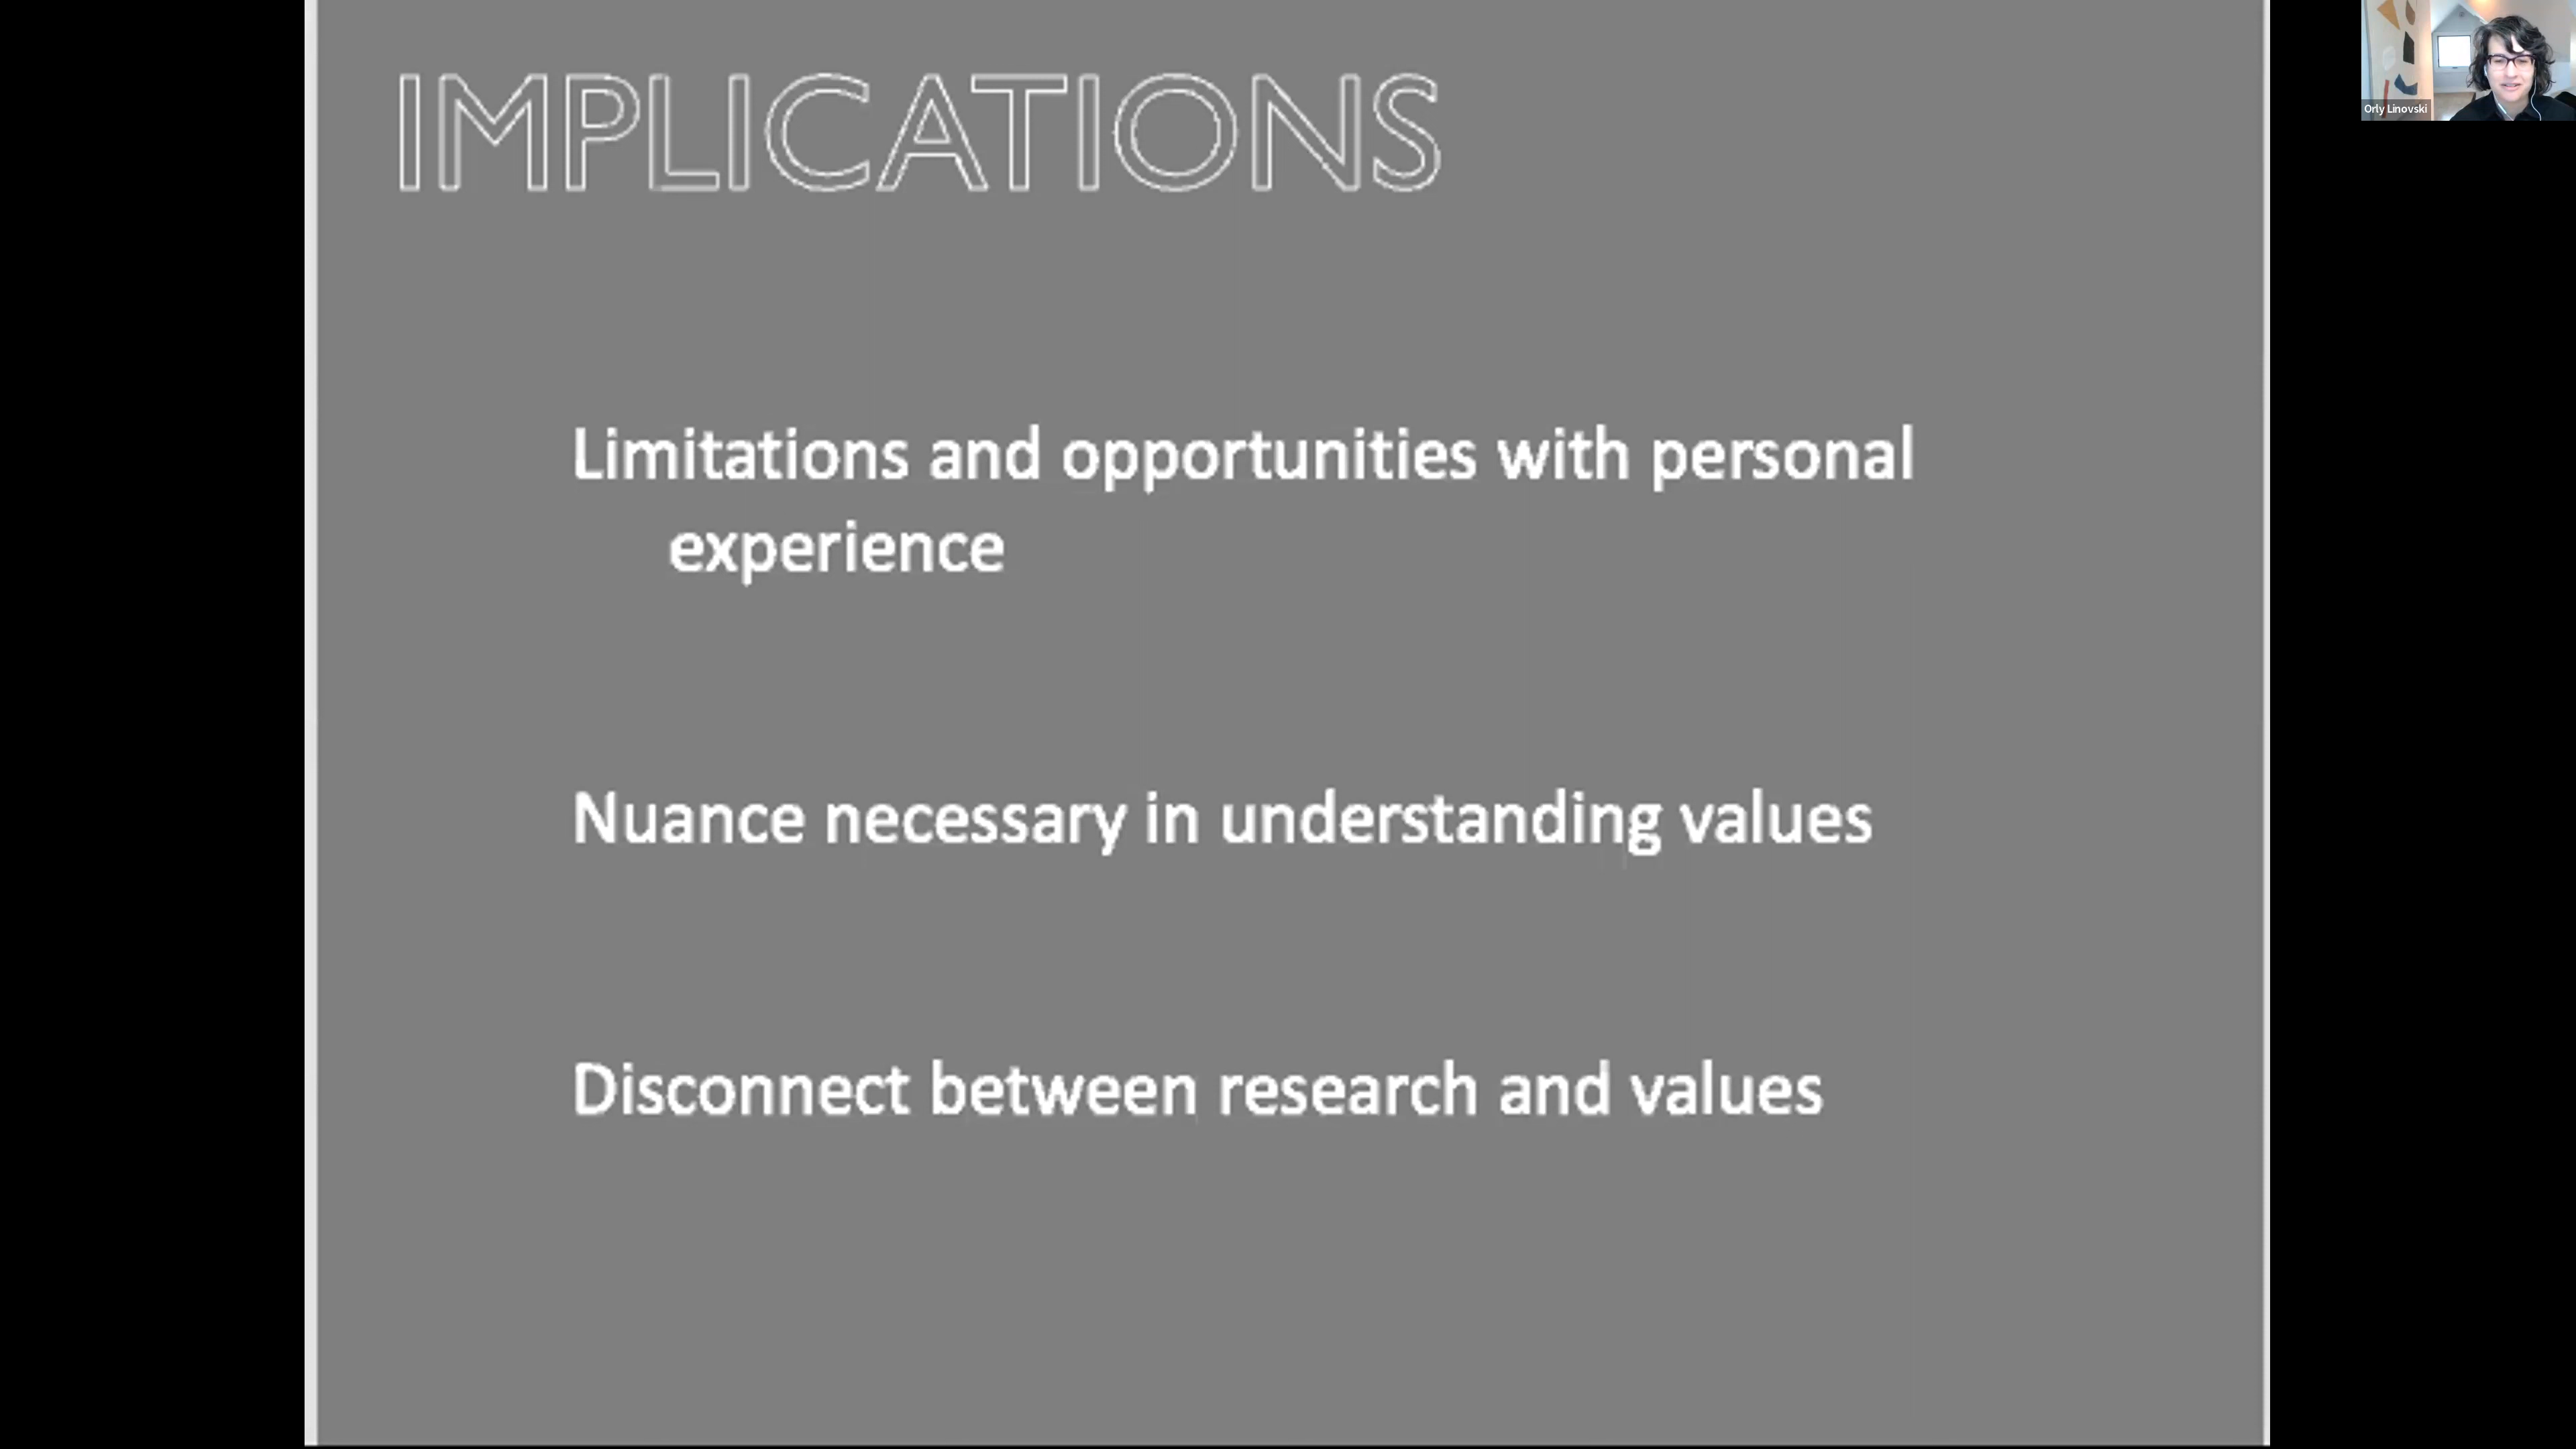 IMPLICATIONS
Orly Linovski
Limitations and opportunities with personal
experience
Nuance necessary in understanding values
Disconnect between research and values